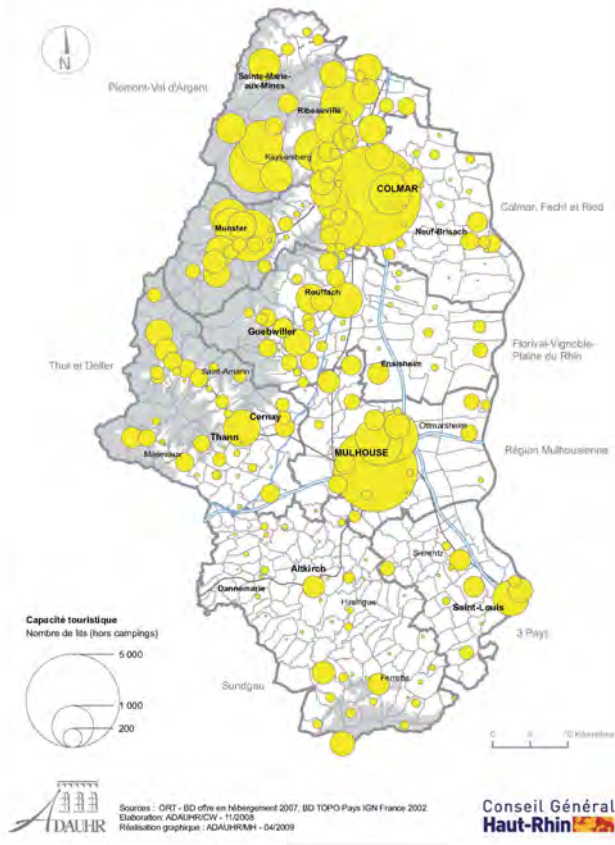 N
Sainte-Marie-
aux-Mines
Piémont-Val d'Argent
Ribeauvillé
Kaysersberg
COLMAR
Colmar, Fecht et Ried
Munster
Neuf-Brisach
Rouffach
Guebwiller
Florival-Vignoble-
Plaine du Rhin
Thur et Doller
Saint-Amarin
Ensisheim
Cernay
Ottmarsheim
Thann
Masevaux
MULHOUSE
Région Mulhousienne
Sierentz
Altkirch
Dannemarie
Hirsingue
Saint-Louis
Capacité touristique
Nombre de lits (hors campings)
3 Pays
5 000
Sundgau
Ferrette
1 000
200
0 5 10 Kilomètres
ADAUHR
Sources : ORT - BD offre en hébergement 2007, BD TOPO Pays IGN France 2002
Elaboration: ADAUHR/CW - 11/2008
Réalisation graphique : ADAUHR/MH - 04/2009
Conseil Général
Haut-Rhin